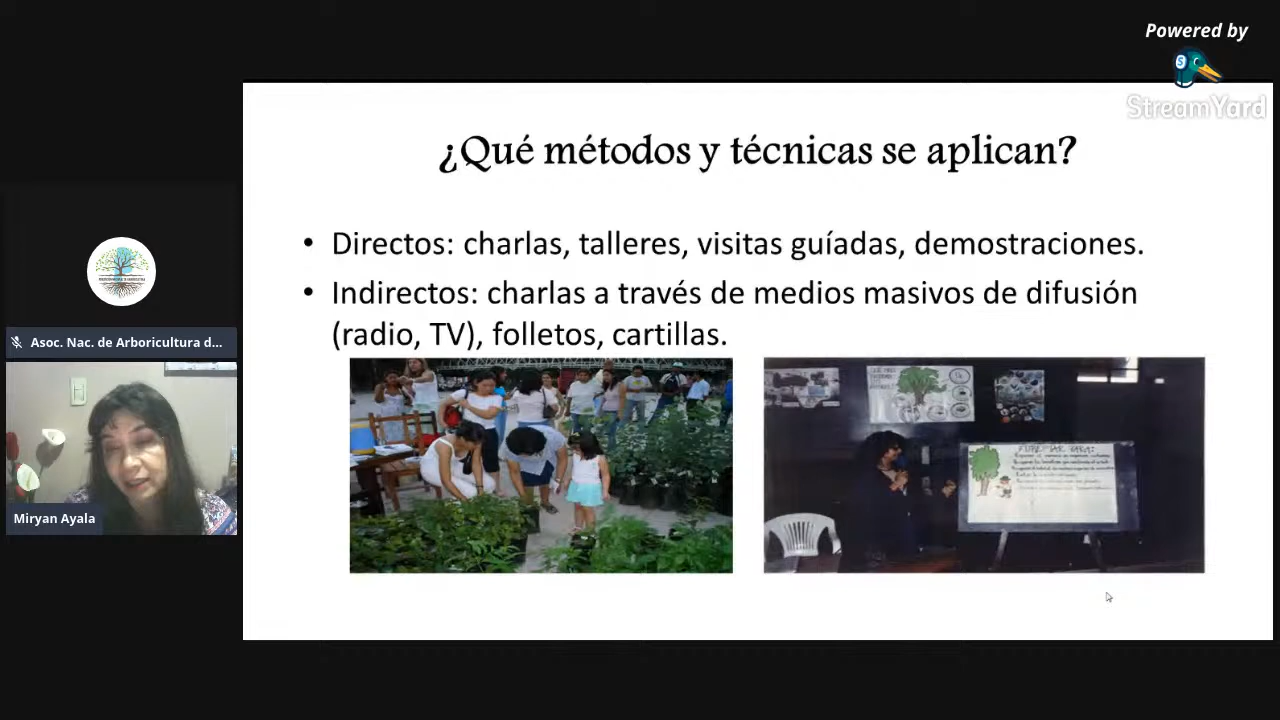 Powered by
StreamYard
¿Qué métodos y técnicas se aplican?
• Directos: charlas, talleres, visitas guíadas, demostraciones.
• Indirectos: charlas a través de medios masivos de difusión
(radio, TV), folletos, cartillas.
Asoc. Nac. de Arboricultura d...
Miryan Ayala